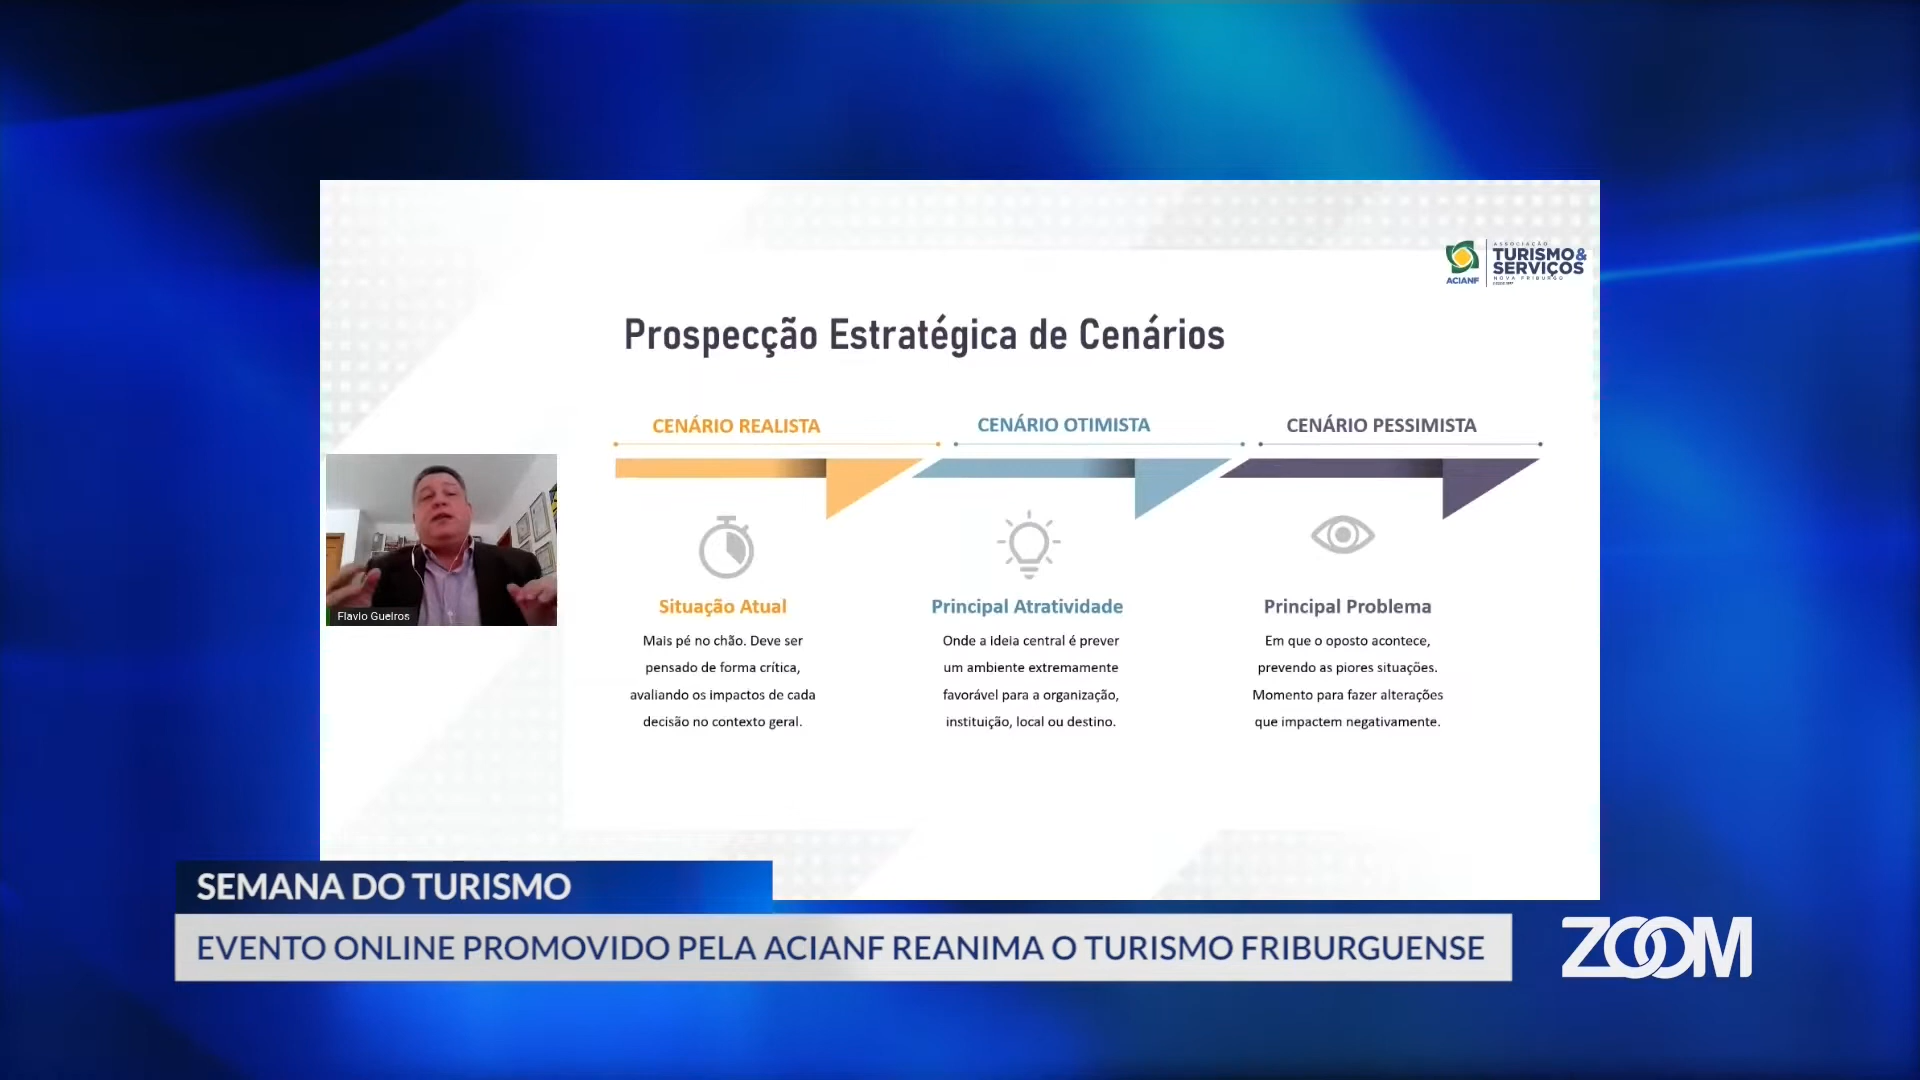 ASSOCIAÇÃO
TURISMO&
SERVIÇOS
NOVA FRIBURGO
ACIANF
Prospecção Estratégica de Cenários
CENÁRIO REALISTA
CENÁRIO OTIMISTA
CENÁRIO PESSIMISTA
Situação Atual
Mais pé no chão. Deve ser
pensado de forma crítica,
avaliando os impactos de cada
decisão no contexto geral.
Principal Atratividade
Onde a ideia central é prever
um ambiente extremamente
favorável para a organização,
instituição, local ou destino.
Principal Problema
Em que o oposto acontece,
prevendo as piores situações.
Momento para fazer alterações
que impactem negativamente.
Flavio Gueiros
SEMANA DO TURISMO
EVENTO ONLINE PROMOVIDO PELA ACIANF REANIMA O TURISMO FRIBURGUENSE
ZOOM